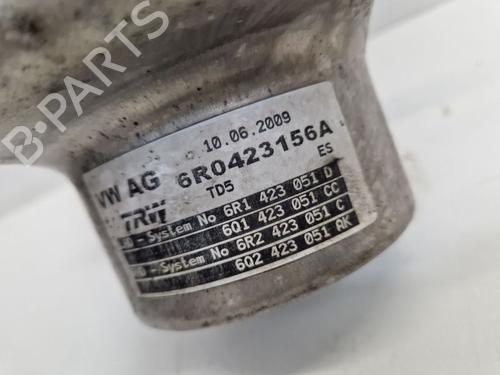 10.06.2009
VW AG 6R0423156A
TD5 ES
TRW
- System No 6R1 423 051 D
6Q1 423 051 CC
- System No 6R2 423 051 C
6Q2 423 051 AK
B-PARTS